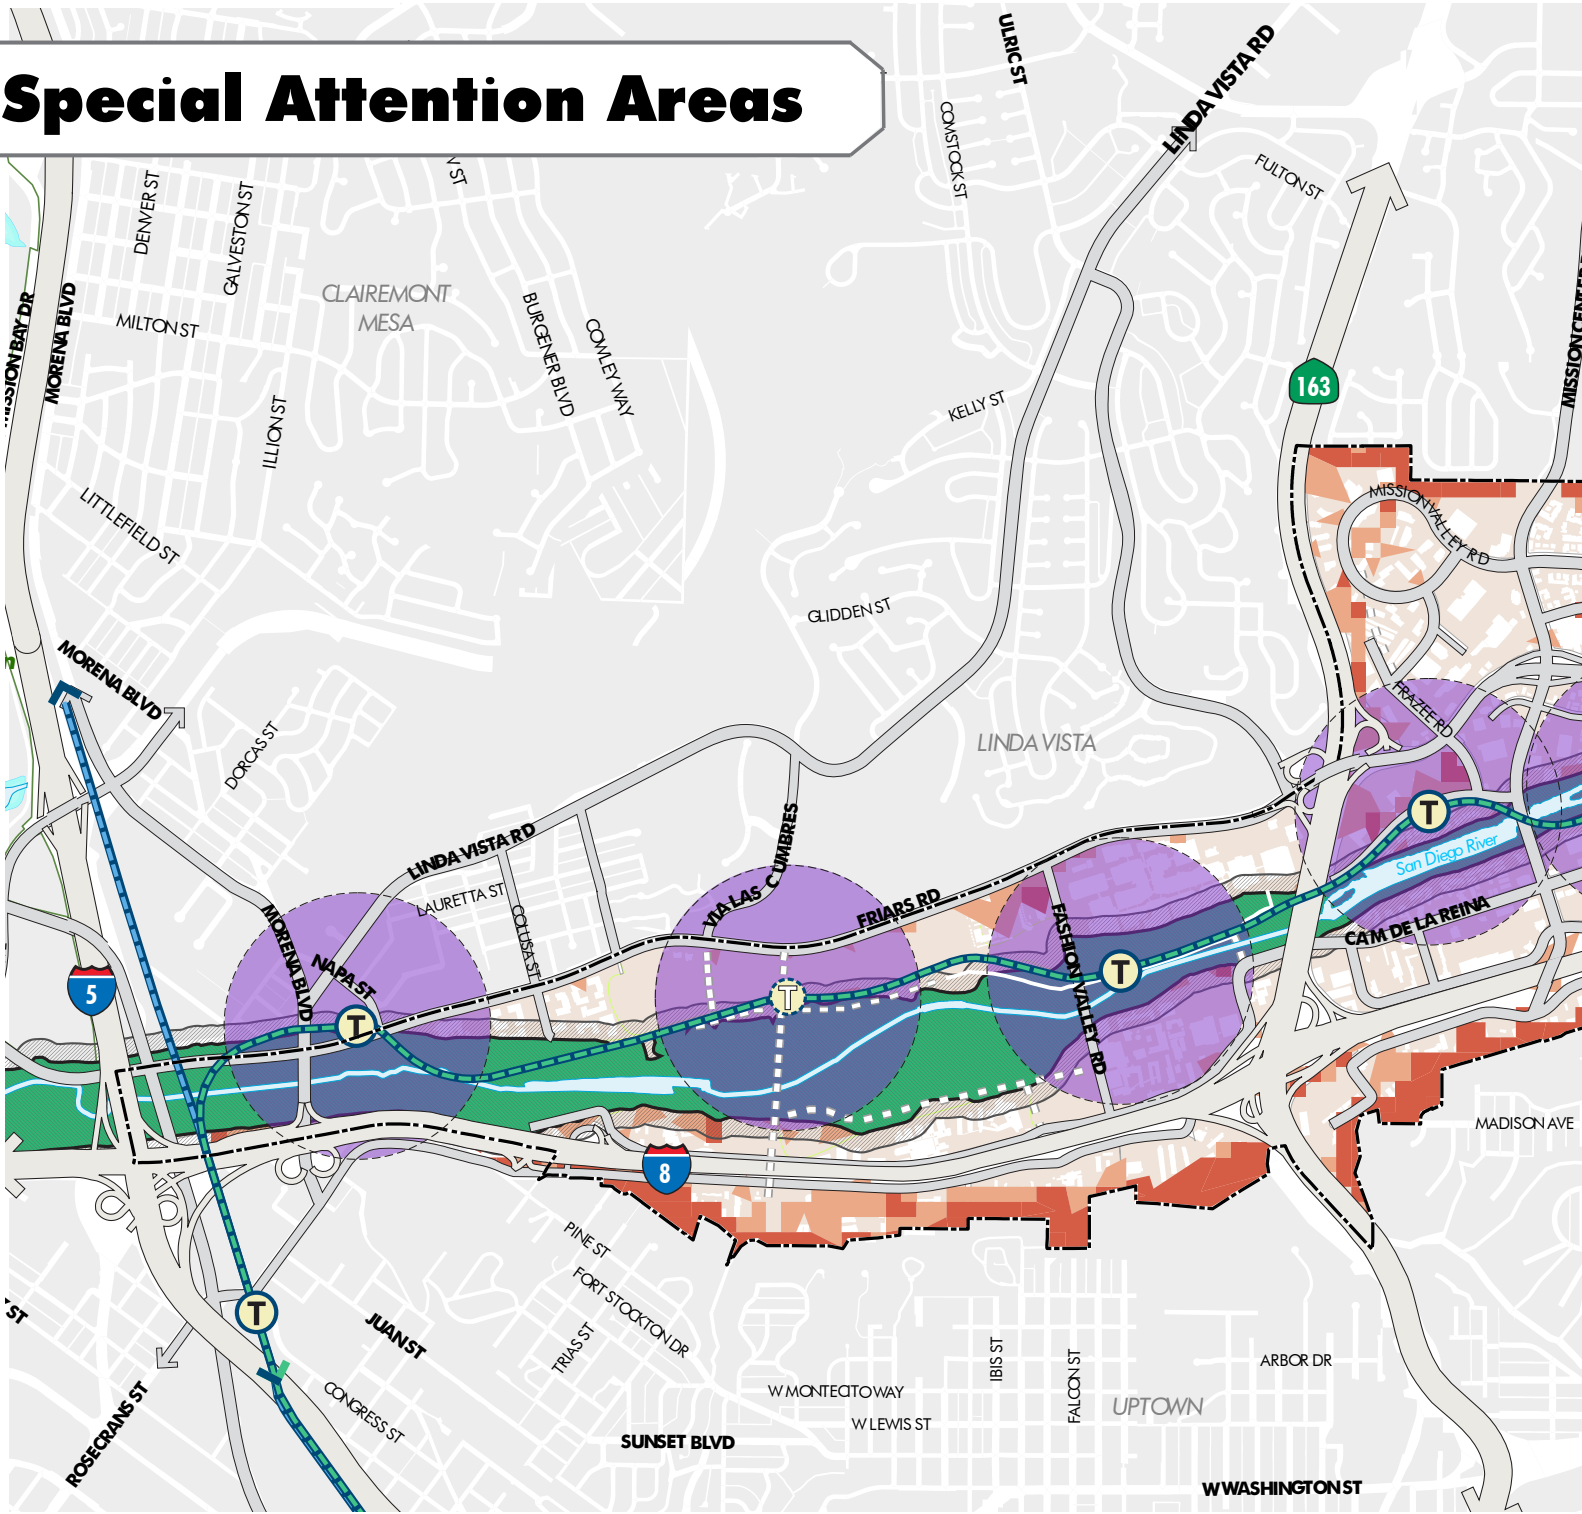 Special Attention Areas
ULRIC ST
LINDA VISTA RD
COMSTOCK ST
FULTON ST
V ST
DENVER ST
GALVESTON ST
CLAIREMONT
MESA
MORENA BLVD
MILTON ST
BURGENER BLVD
COWLEY WAY
ILLION ST
KELLY ST
163
LITTLEFIELD ST
MISSION VALLEY RD
GLIDDEN ST
MORENA BLVD
DORCAS ST
LINDA VISTA
FRAZEE RD
T
San Diego River
LINDA VISTA RD
LAURETTA ST
COLUSA ST
VIA LAS CUMBRES
FRIARS RD
FASHION VALLEY RD
CAM DE LA REINA
MORENA BLVD
NAPA ST
5
T
T
T
8
MADISON AVE
PINE ST
FORT STOCKTON DR
TRIAS ST
T
JUAN ST
CONGRESS ST
ROSECRANS ST
ST
IBIS ST
FALCON ST
ARBOR DR
W MONTECITO WAY
W LEWIS ST
UPTOWN
SUNSET BLVD
W WASHINGTON ST